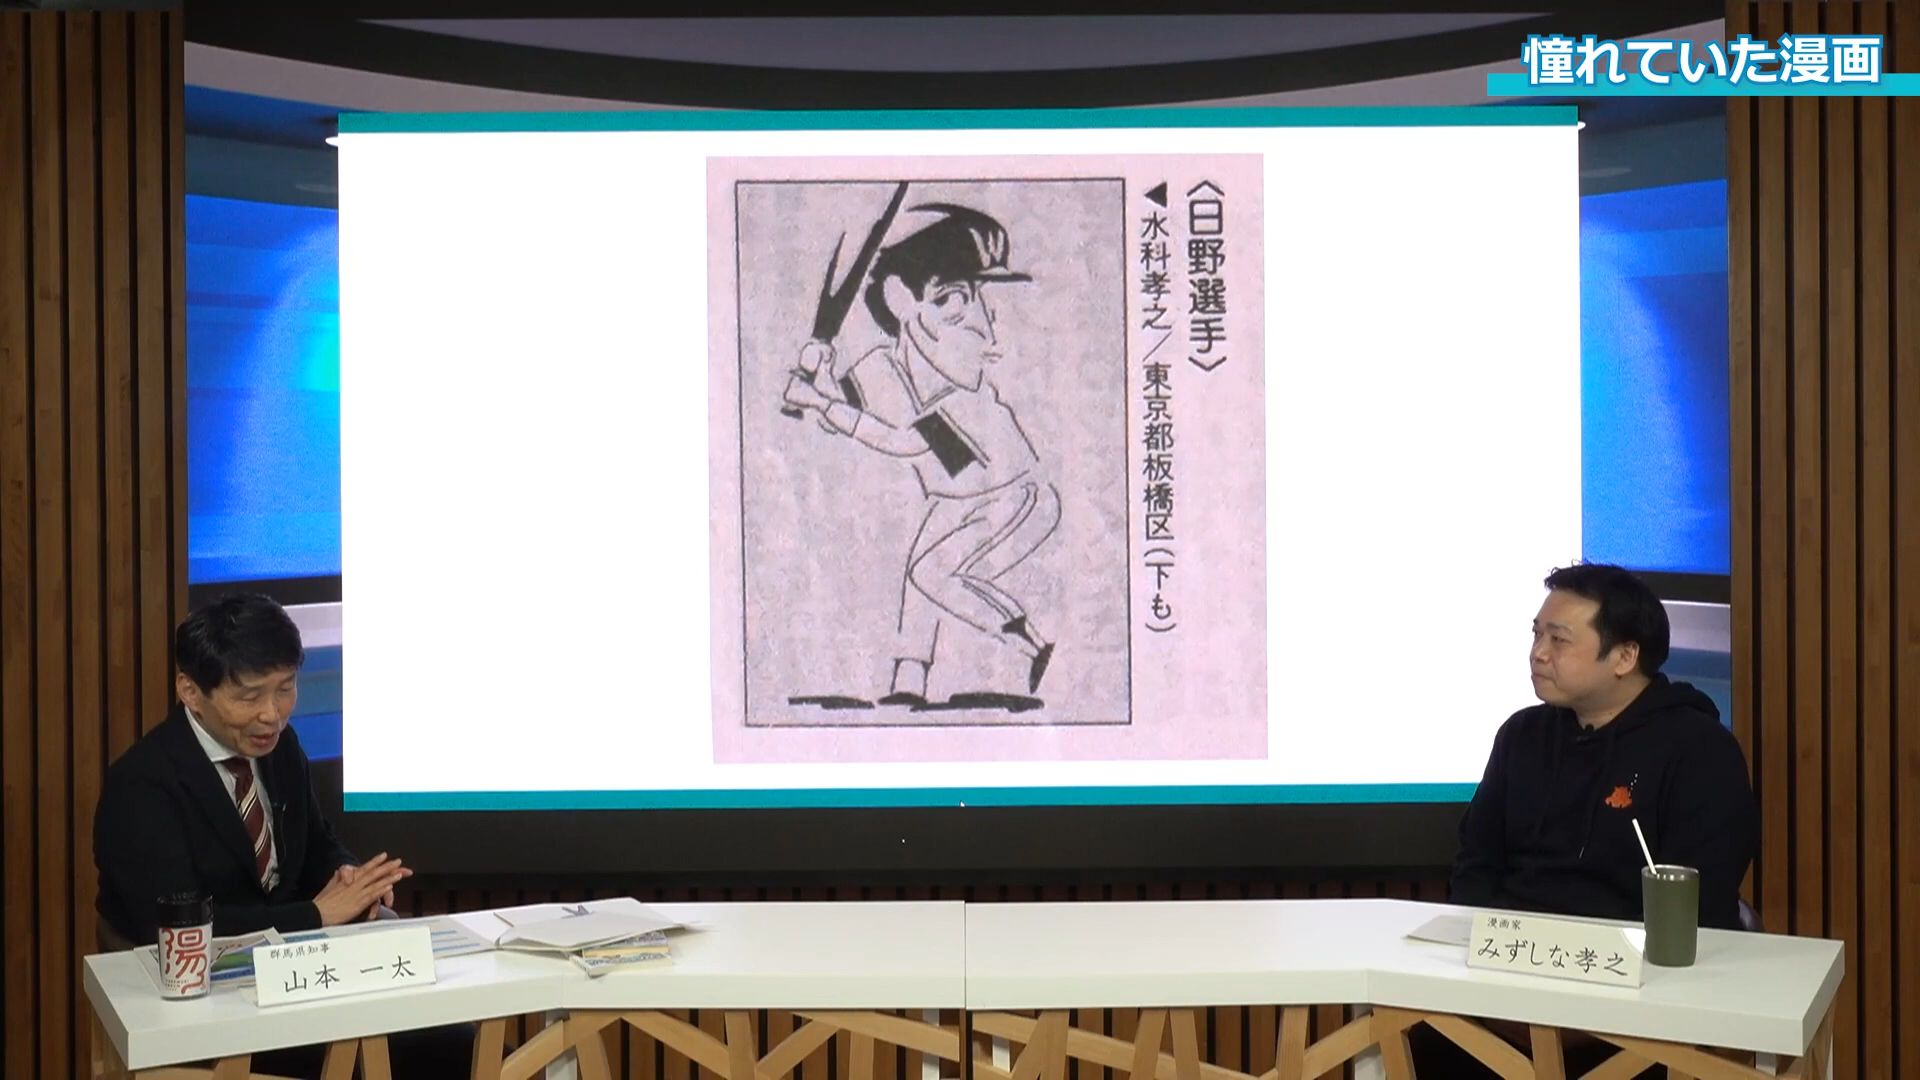 憧れていた漫画
〈日野選手〉
◀水科孝之／東京都板橋区（下も）
W
湯
群馬県知事
山本 一太
漫画家
みずしな孝之